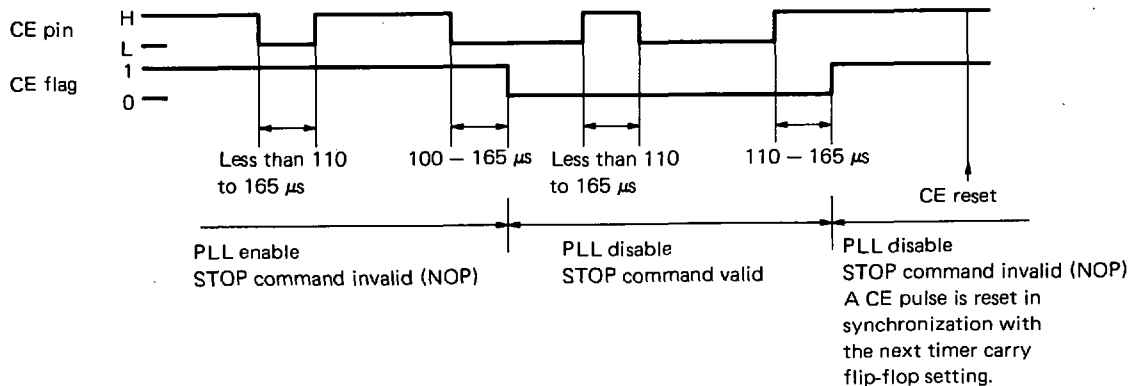 CE pin
H
L
CE flag
1
0
Less than 110
to 165 μs
100 – 165 μs
Less than 110
to 165 μs
110 – 165 μs
CE reset
PLL enable
STOP command invalid (NOP)
PLL disable
STOP command valid
PLL disable
STOP command invalid (NOP)
A CE pulse is reset in
synchronization with
the next timer carry
flip-flop setting.